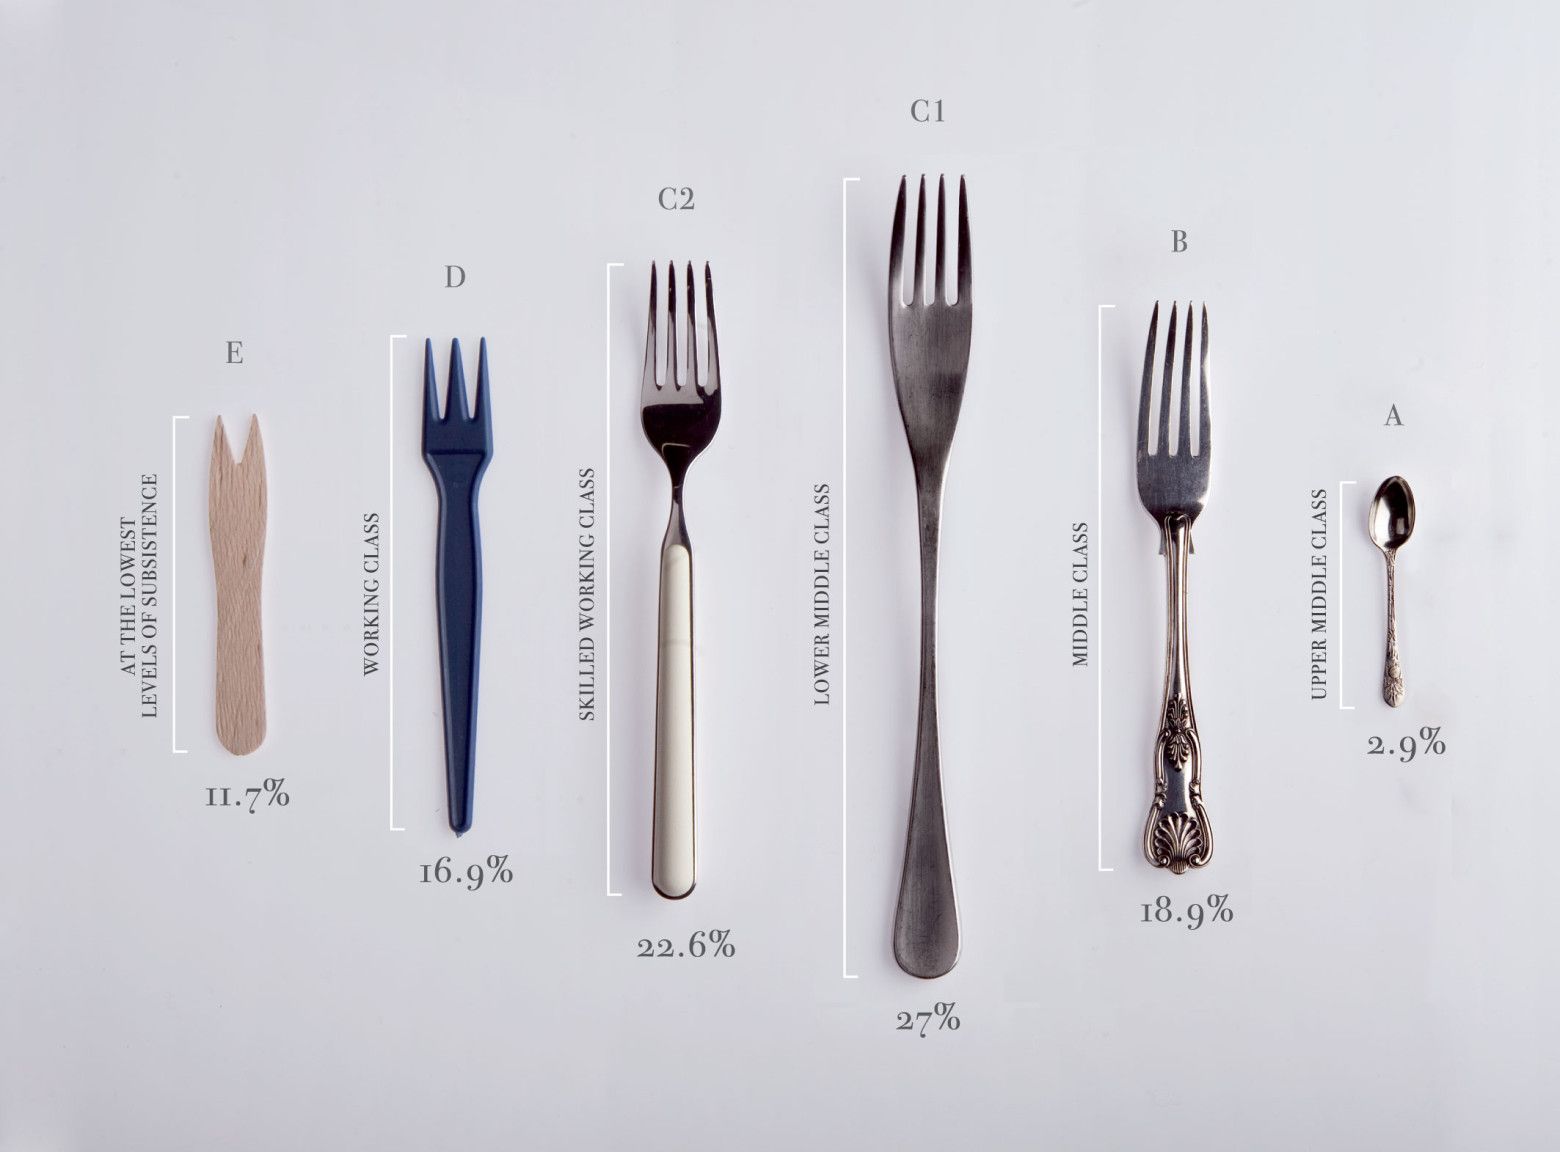 E
AT THE LOWEST
LEVELS OF SUBSISTENCE
11.7%
D
WORKING CLASS
16.9%
C2
SKILLED WORKING CLASS
22.6%
C1
LOWER MIDDLE CLASS
27%
B
MIDDLE CLASS
18.9%
A
UPPER MIDDLE CLASS
2.9%